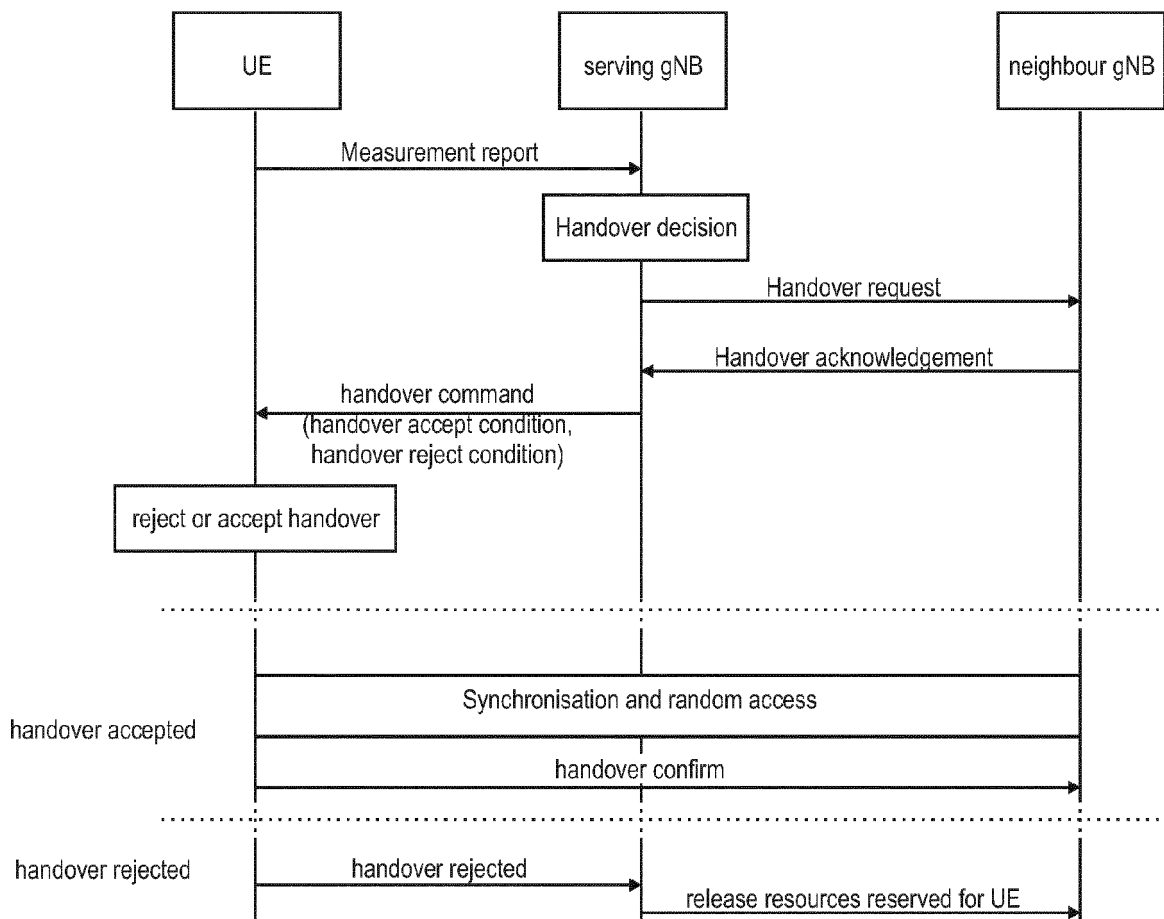 UE
serving gNB
neighbour gNB
Measurement report
Handover decision
Handover request
Handover acknowledgement
handover command
(handover accept condition,
handover reject condition)
reject or accept handover
Synchronisation and random access
handover accepted
handover confirm
handover rejected
handover rejected
release resources reserved for UE